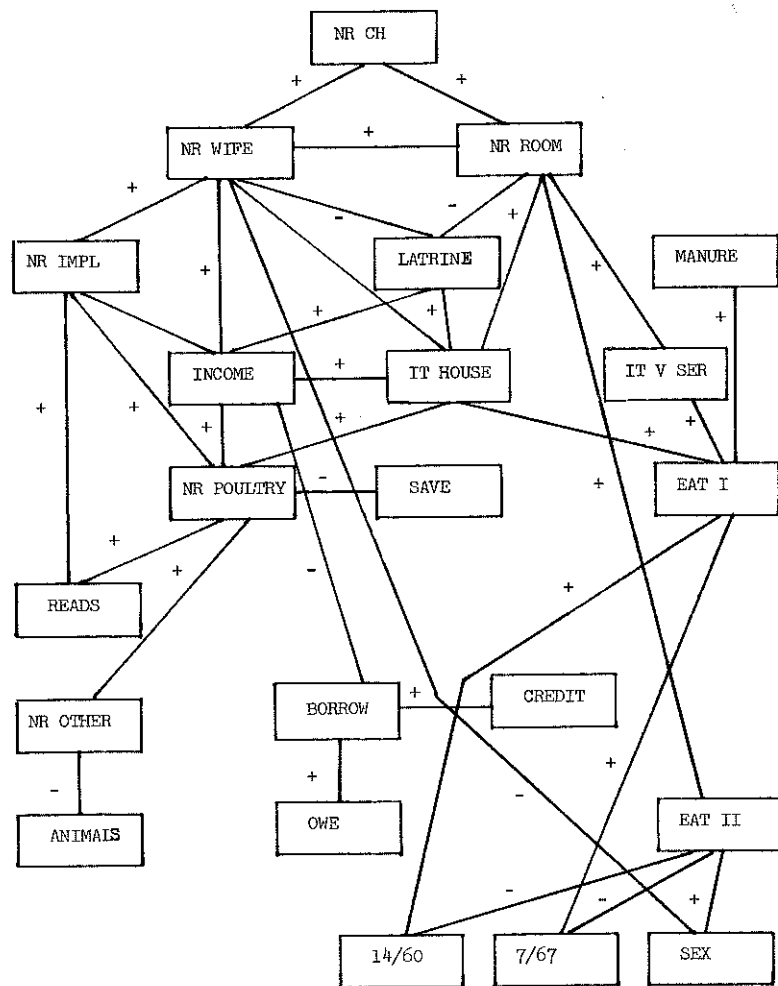 NR CH
+ +
NR WIFE + NR ROOM
+ - - +
NR IMPL LATRINE MANURE
+ + + + +
INCOME + IT HOUSE IT V SER
+ + + + + +
NR POULTRY - SAVE + EAT I
+ + - +
READS
NR OTHER BORROW + CREDIT
- + - +
ANIMAIS OWE EAT II
- - +
14/60 7/67 SEX